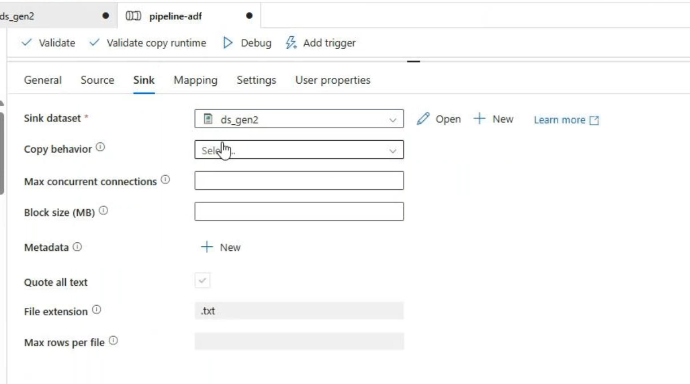 ds_gen2 pipeline-adf
Validate Validate copy runtime Debug Add trigger
General Source Sink Mapping Settings User properties
Sink dataset * ds_gen2 Open New Learn more
Copy behavior
Max concurrent connections
Block size (MB)
Metadata New
Quote all text
File extension .txt
Max rows per file